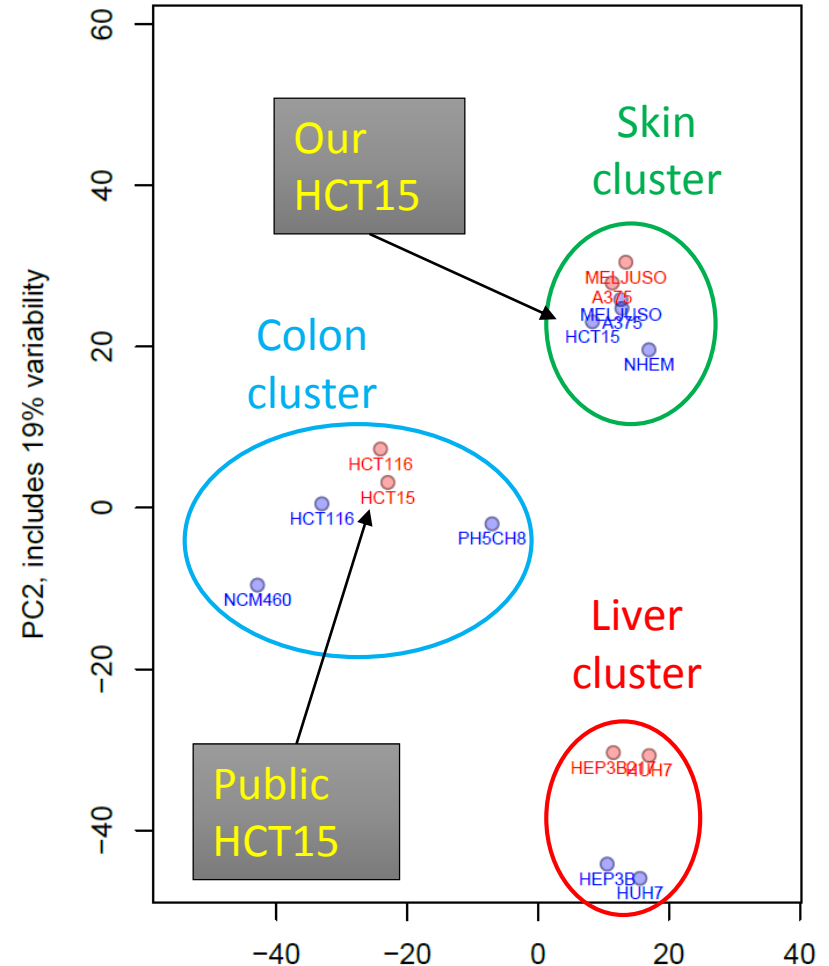 60
40
20
0
−20
−40
PC2, includes 19% variability
Our
HCT15
Skin
cluster
MELJUSO
A375
MELJUSO
A375
HCT15
NHEM
Colon
cluster
HCT116
HCT15
HCT116
PH5CH8
NCM460
Liver
cluster
HEP3B217
HUH7
HEP3B
HUH7
Public
HCT15
−40
−20
0
20
40